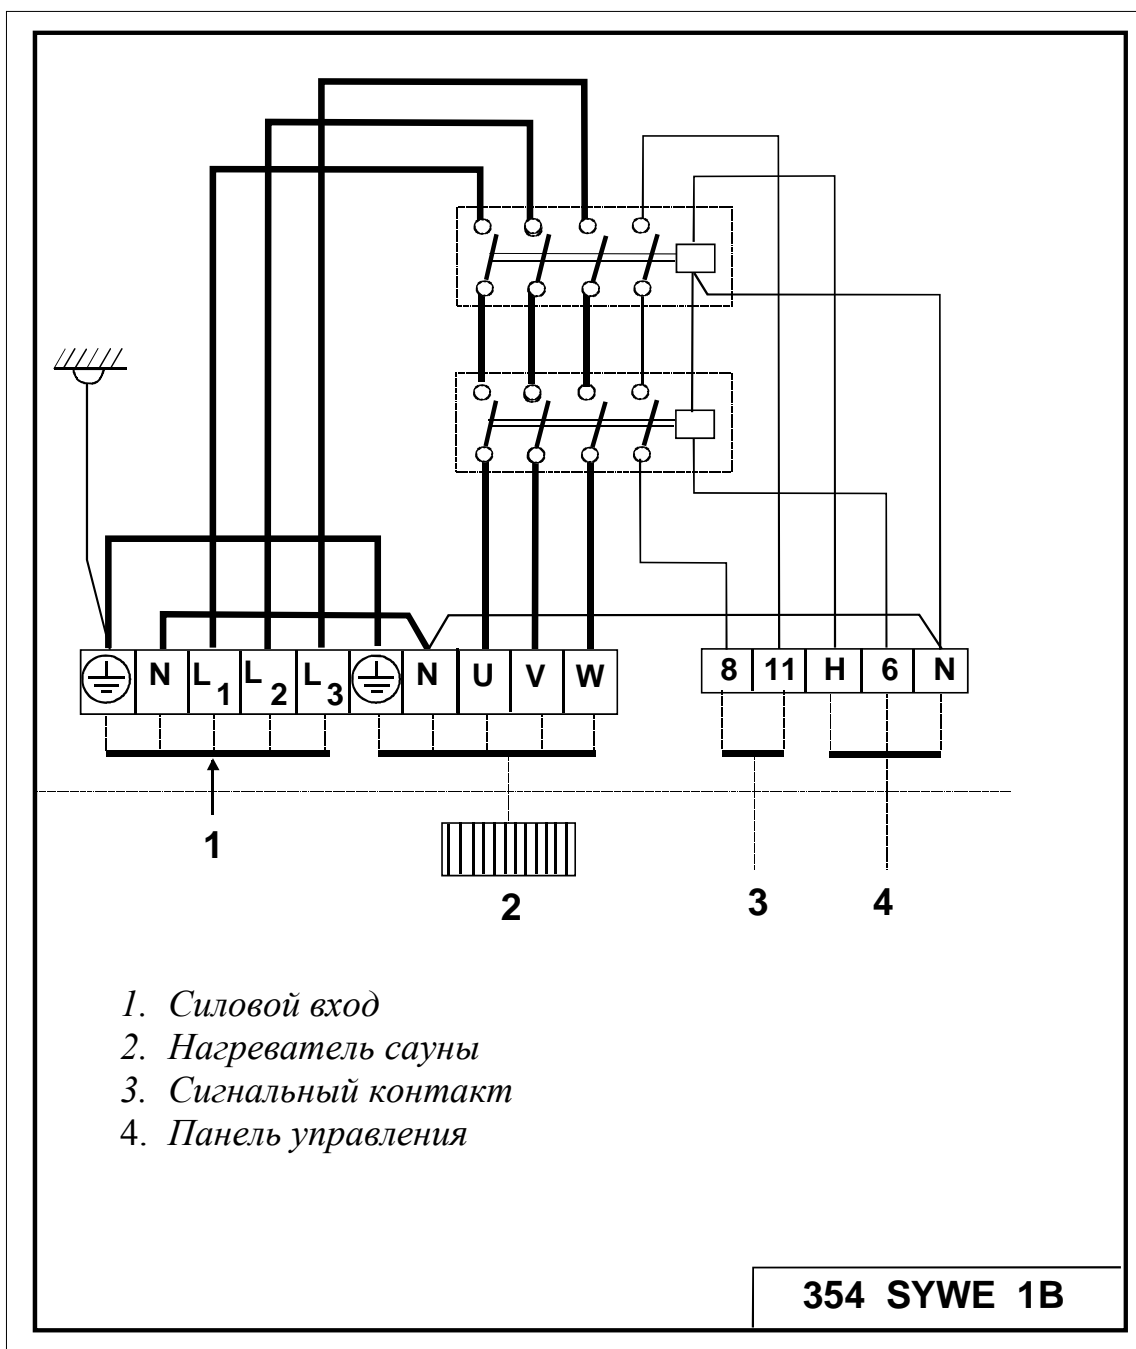 N L1 L2 L3 N U V W 8 11 H 6 N
1 2 3 4
1. Силовой вход
2. Нагреватель сауны
3. Сигнальный контакт
4. Панель управления
354 SYWE 1B